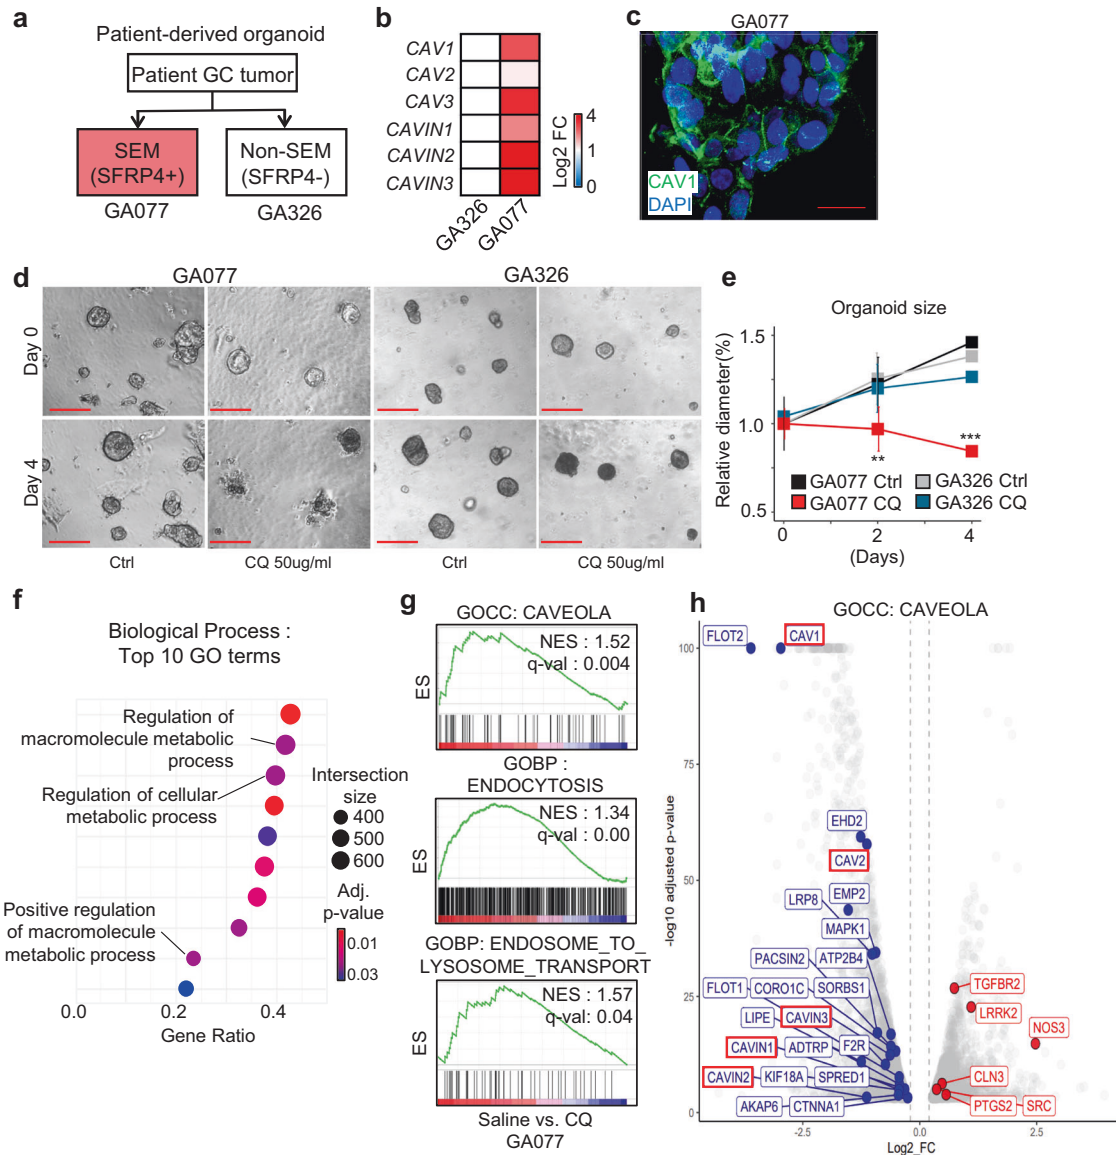 a
Patient-derived organoid
Patient GC tumor
SEM
(SFRP4+)
Non-SEM
(SFRP4-)
GA077
GA326
b
CAV1
CAV2
CAV3
CAVIN1
CAVIN2
CAVIN3
GA326
GA077
Log2 FC
4
1
0
c
GA077
CAV1
DAPI
d
GA077
GA326
Day 0
Day 4
Ctrl
CQ 50ug/ml
Ctrl
CQ 50ug/ml
e
Organoid size
Relative diameter(%)
1.5
1.0
0.5
**
***
GA077 Ctrl
GA326 Ctrl
GA077 CQ
GA326 CQ
0
2
4
(Days)
f
Biological Process :
Top 10 GO terms
Regulation of
macromolecule metabolic
process
Regulation of cellular
metabolic process
Positive regulation
of macromolecule
metabolic process
Intersection
size
400
500
600
Adj.
p-value
0.01
0.03
0.0
0.2
0.4
Gene Ratio
g
GOCC: CAVEOLA
NES : 1.52
q-val : 0.004
ES
GOBP :
ENDOCYTOSIS
NES : 1.34
q-val : 0.00
ES
GOBP: ENDOSOME_TO_
LYSOSOME_TRANSPORT
NES : 1.57
q-val: 0.04
ES
Saline vs. CQ
GA077
h
GOCC: CAVEOLA
-log10 adjusted p-value
100
75
50
25
0
FLOT2
CAV1
EHD2
CAV2
EMP2
LRP8
MAPK1
PACSIN2
ATP2B4
FLOT1
CORO1C
SORBS1
LIPE
CAVIN3
CAVIN1
ADTRP
F2R
CAVIN2
KIF18A
SPRED1
AKAP6
CTNNA1
TGFBR2
LRRK2
NOS3
CLN3
PTGS2
SRC
-2.5
0.0
2.5
Log2_FC